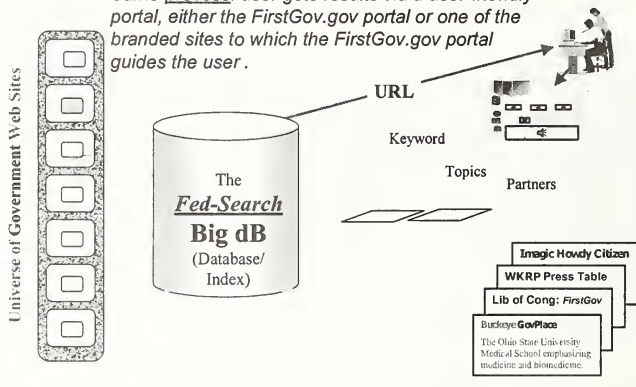 Same process: user gets results via a user-friendly
portal, either the FirstGov.gov portal or one of the
branded sites to which the FirstGov.gov portal
guides the user .
Universe of Government Web Sites
URL
Keyword
Topics
Partners
The
Fed-Search
Big dB
(Database/
Index)
Imagic Howdy Citizen
WKRP Press Table
Lib of Cong: FirstGov
Buckeye GovPlace
The Ohio State University
Medical School emphasizing
medicine and biomedicine.